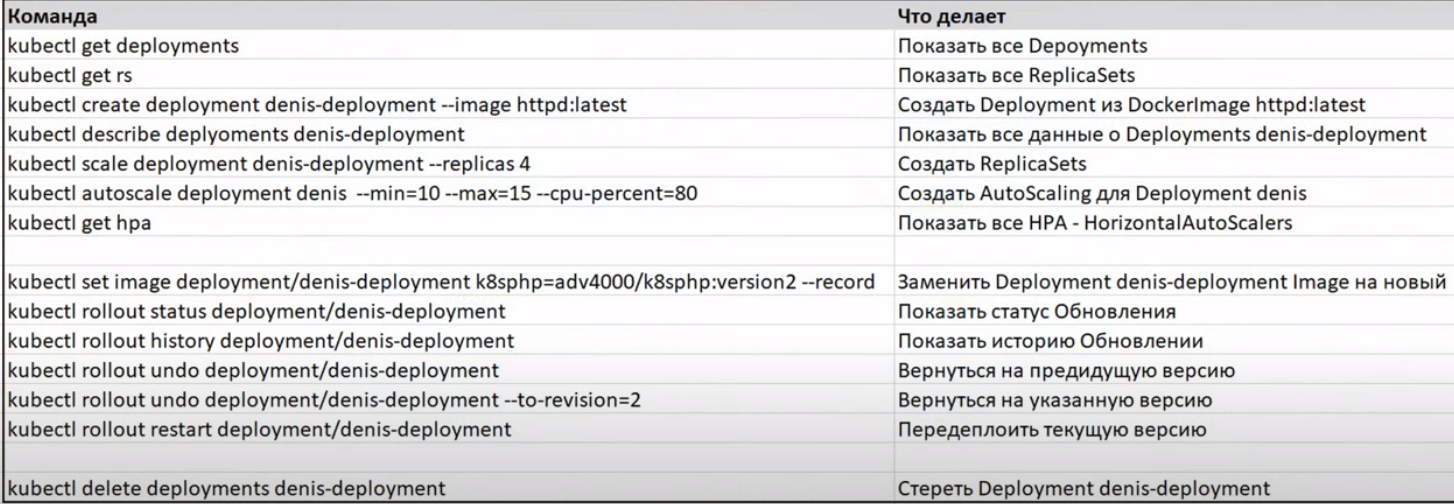 Команда Что делает
kubectl get deployments Показать все Depoyments
kubectl get rs Показать все ReplicaSets
kubectl create deployment denis-deployment --image httpd:latest Создать Deployment из DockerImage httpd:latest
kubectl describe deplyoments denis-deployment Показать все данные о Deployments denis-deployment
kubectl scale deployment denis-deployment --replicas 4 Создать ReplicaSets
kubectl autoscale deployment denis --min=10 --max=15 --cpu-percent=80 Создать AutoScaling для Deployment denis
kubectl get hpa Показать все HPA - HorizontalAutoScalers
kubectl set image deployment/denis-deployment k8sphp=adv4000/k8sphp:version2 --record Заменить Deployment denis-deployment Image на новый
kubectl rollout status deployment/denis-deployment Показать статус Обновления
kubectl rollout history deployment/denis-deployment Показать историю Обновлении
kubectl rollout undo deployment/denis-deployment Вернуться на предидущую версию
kubectl rollout undo deployment/denis-deployment --to-revision=2 Вернуться на указанную версию
kubectl rollout restart deployment/denis-deployment Передеплоить текущую версию
kubectl delete deployments denis-deployment Стереть Deployment denis-deployment